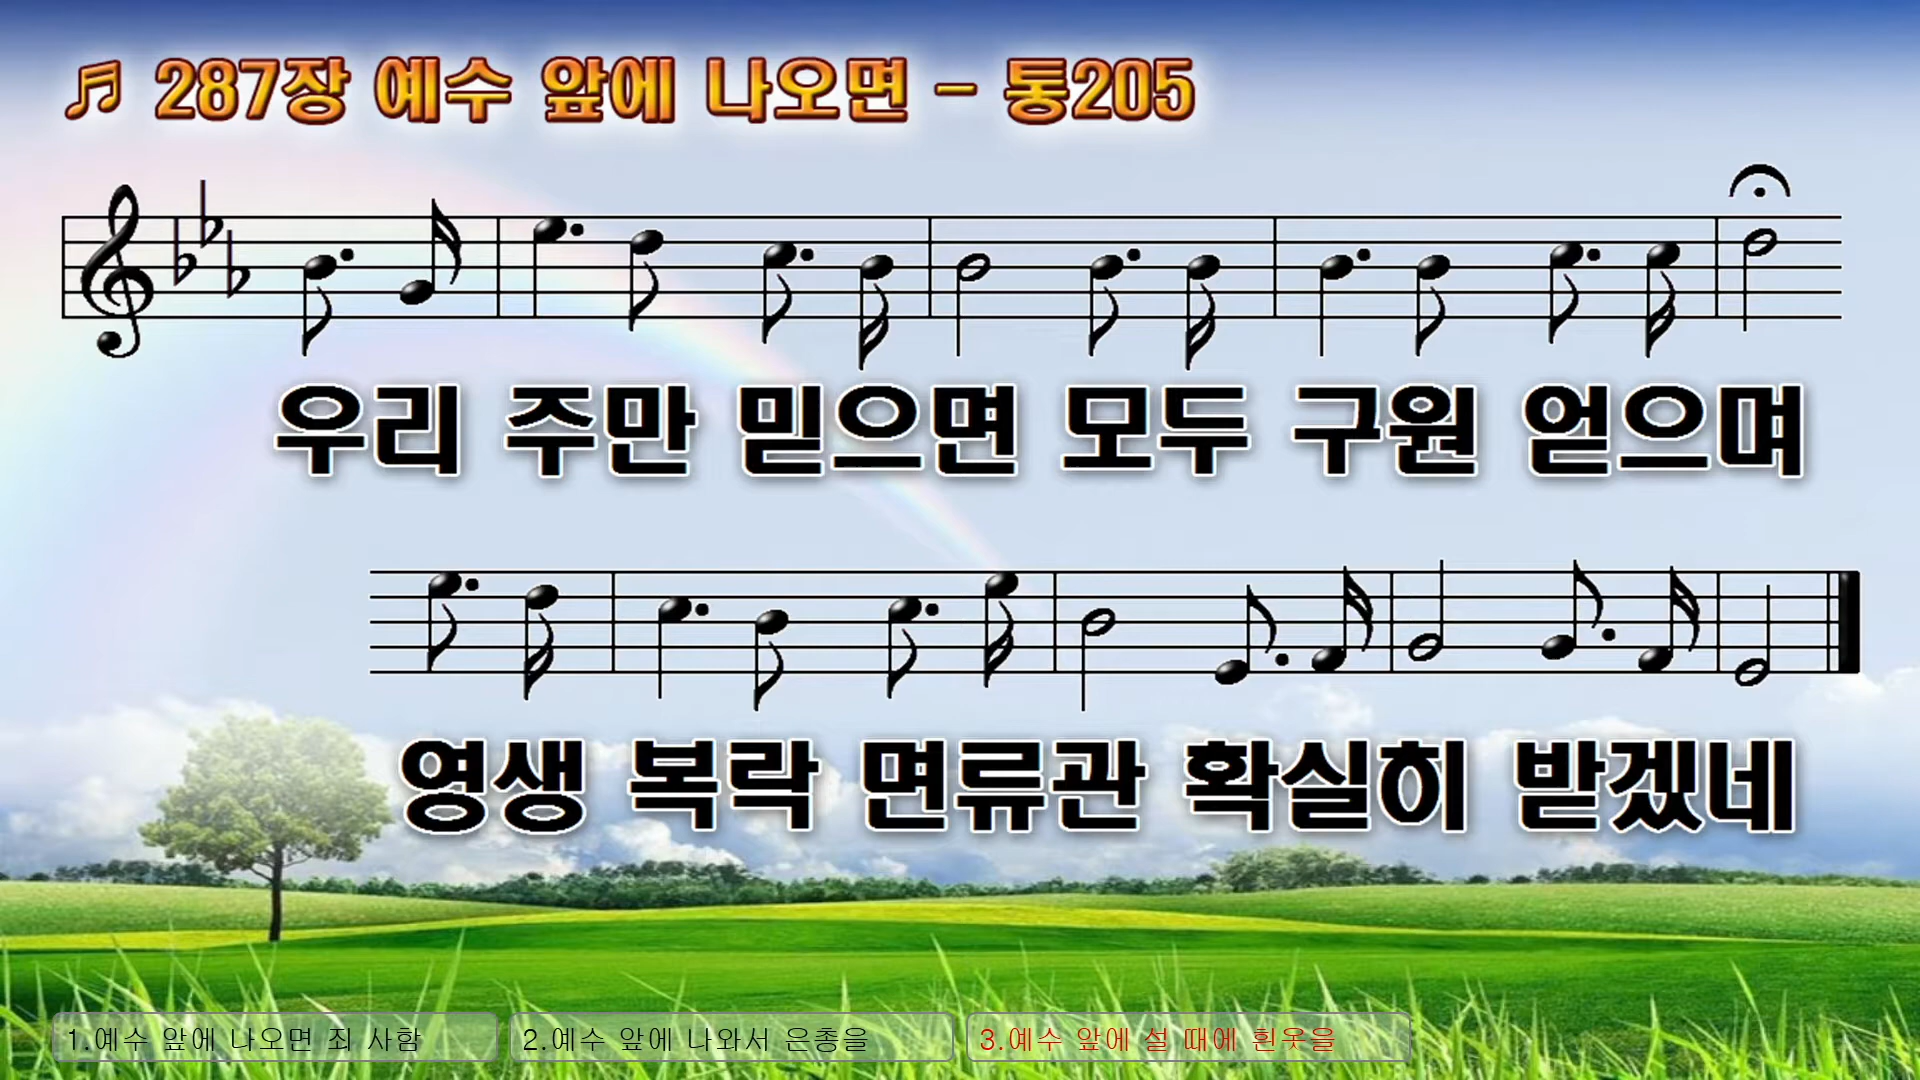 ♬ 287장 예수 앞에 나오면 - 통205
우리 주만 믿으면 모두 구원 얻으며
영생 복락 면류관 확실히 받겠네
1.예수 앞에 나오면 죄 사함
2.예수 앞에 나와서 은총을
3.예수 앞에 설 때에 흰옷을